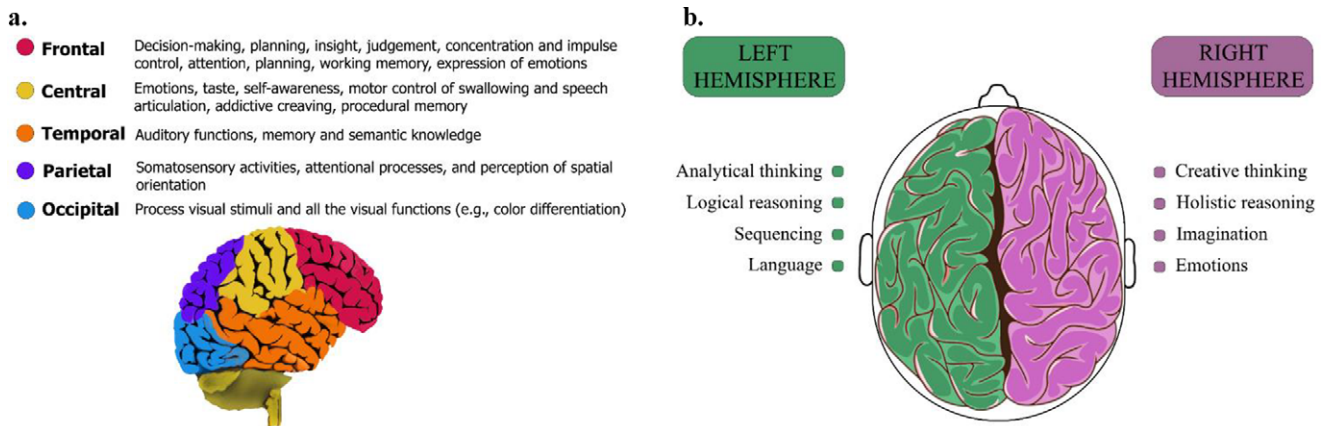 a.
Frontal Decision-making, planning, insight, judgement, concentration and impulse
control, attention, planning, working memory, expression of emotions
Central Emotions, taste, self-awareness, motor control of swallowing and speech
articulation, addictive creaving, procedural memory
Temporal Auditory functions, memory and semantic knowledge
Parietal Somatosensory activities, attentional processes, and perception of spatial
orientation
Occipital Process visual stimuli and all the visual functions (e.g., color differentiation)
b.
LEFT
HEMISPHERE
Analytical thinking
Logical reasoning
Sequencing
Language
RIGHT
HEMISPHERE
Creative thinking
Holistic reasoning
Imagination
Emotions